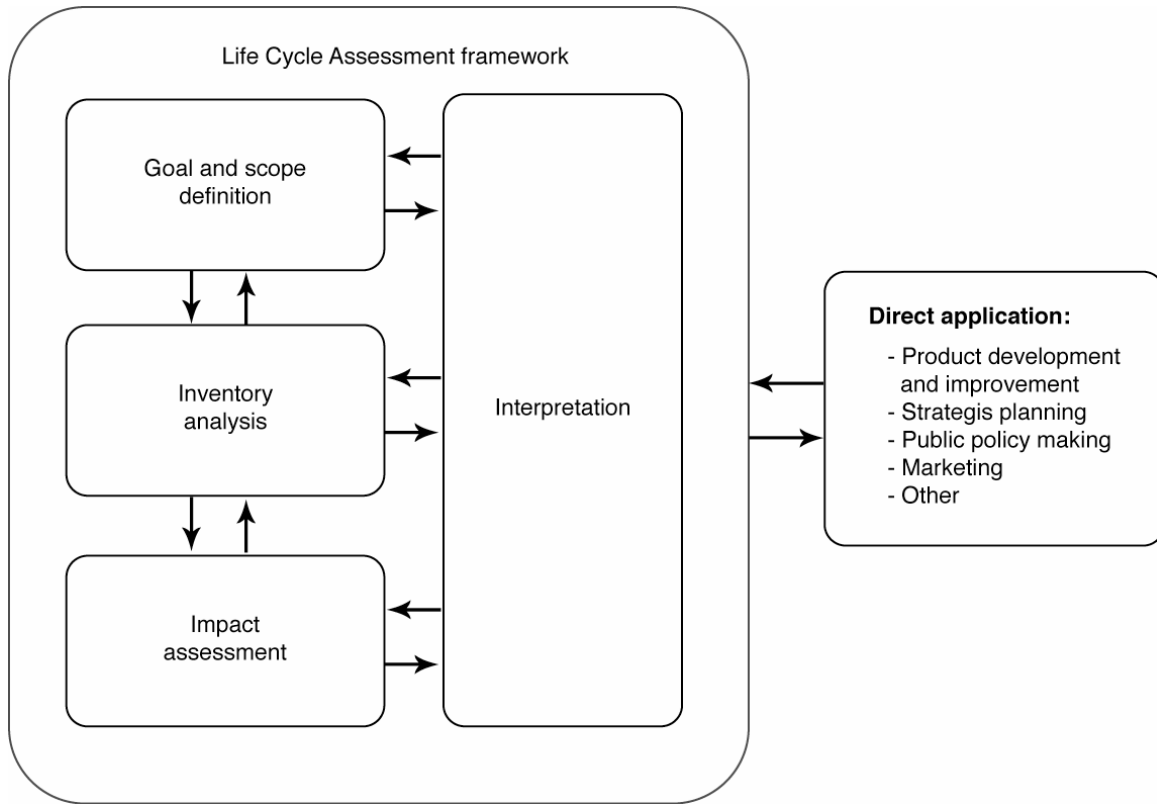 Life Cycle Assessment framework
Goal and scope
definition
Inventory
analysis
Impact
assessment
Interpretation
Direct application:
- Product development
and improvement
- Strategis planning
- Public policy making
- Marketing
- Other